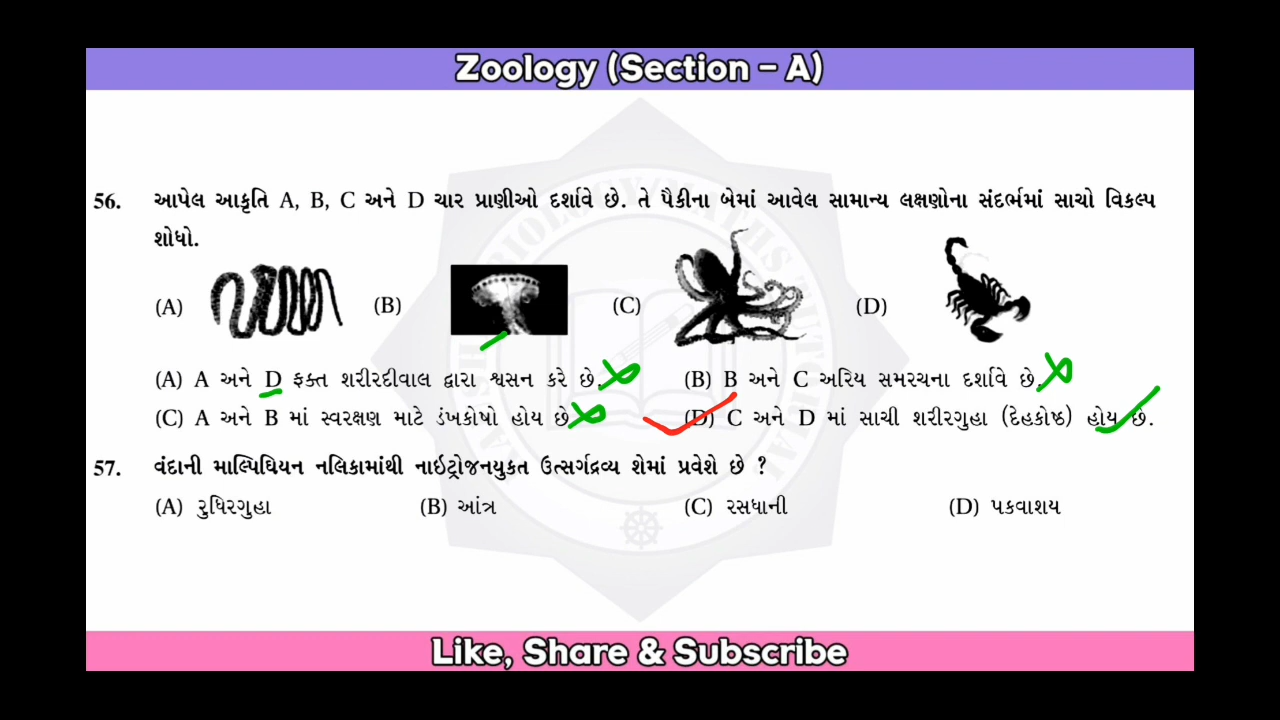 Zoology (Section – A)
56. આપેલ આકૃતિ A, B, C અને D ચાર પ્રાણીઓ દર્શાવે છે. તે પૈકીના બેમાં આવેલ સામાન્ય લક્ષણોના સંદર્ભમાં સાચો વિકલ્પ
શોધો.
(A) (B) (C) (D)
(A) A અને D ફક્ત શરીરદીવાલ દ્વારા શ્વસન કરે છે. (B) B અને C અરિય સમરચના દર્શાવે છે.
(C) A અને B માં સ્વરક્ષણ માટે ડંખકોષો હોય છે (D) C અને D માં સાચી શરીરગુહા (દેહકોષ્ઠ) હોય છે.
57. વંદાની માલ્પિઘિયન નલિકામાંથી નાઇટ્રોજનયુકત ઉત્સર્ગદ્રવ્ય શેમાં પ્રવેશે છે ?
(A) રુધિરગુહા (B) આંત્ર (C) રસધાની (D) પકવાશય
Like, Share & Subscribe